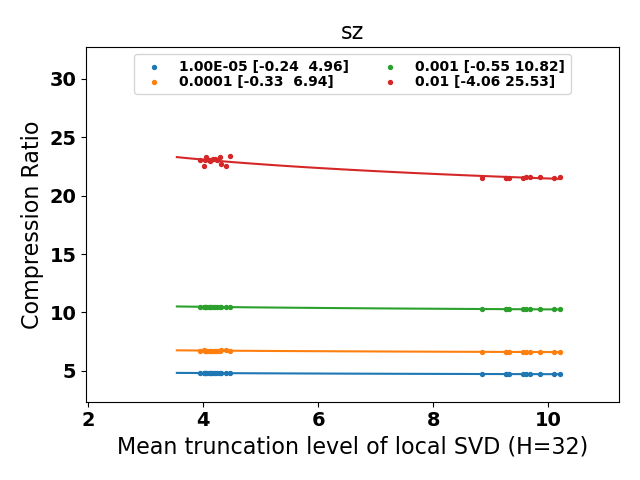 sz
1.00E-05 [-0.24  4.96]
0.0001 [-0.33  6.94]
0.001 [-0.55 10.82]
0.01 [-4.06 25.53]
Compression Ratio
30
25
20
15
10
5
2 4 6 8 10
Mean truncation level of local SVD (H=32)